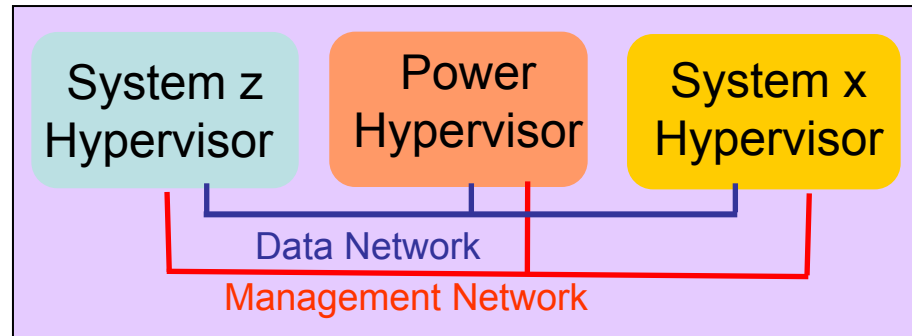 System z
Hypervisor
Power
Hypervisor
System x
Hypervisor
Data Network
Management Network